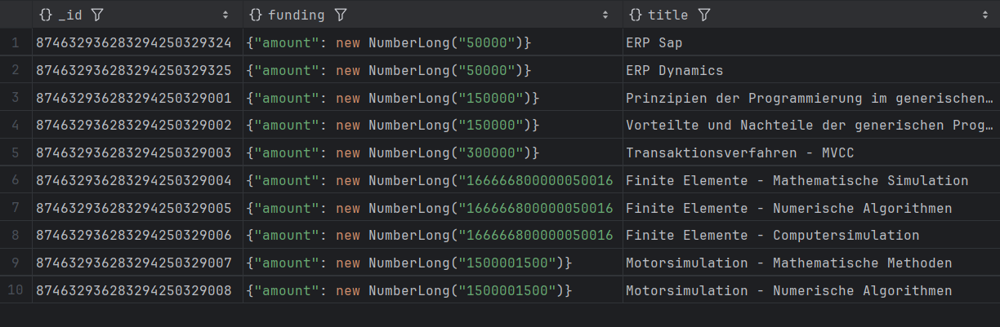 {} _id {} funding {} title
1 874632936283294250329324 {"amount": new NumberLong("50000")} ERP Sap
2 874632936283294250329325 {"amount": new NumberLong("50000")} ERP Dynamics
3 874632936283294250329001 {"amount": new NumberLong("150000")} Prinzipien der Programmierung im generischen…
4 874632936283294250329002 {"amount": new NumberLong("150000")} Vorteilte und Nachteile der generischen Prog…
5 874632936283294250329003 {"amount": new NumberLong("300000")} Transaktionsverfahren - MVCC
6 874632936283294250329004 {"amount": new NumberLong("1666668000000050016 Finite Elemente - Mathematische Simulation
7 874632936283294250329005 {"amount": new NumberLong("1666668000000050016 Finite Elemente - Numerische Algorithmen
8 874632936283294250329006 {"amount": new NumberLong("1666668000000050016 Finite Elemente - Computersimulation
9 874632936283294250329007 {"amount": new NumberLong("1500001500")} Motorsimulation - Mathematische Methoden
10 874632936283294250329008 {"amount": new NumberLong("1500001500")} Motorsimulation - Numerische Algorithmen